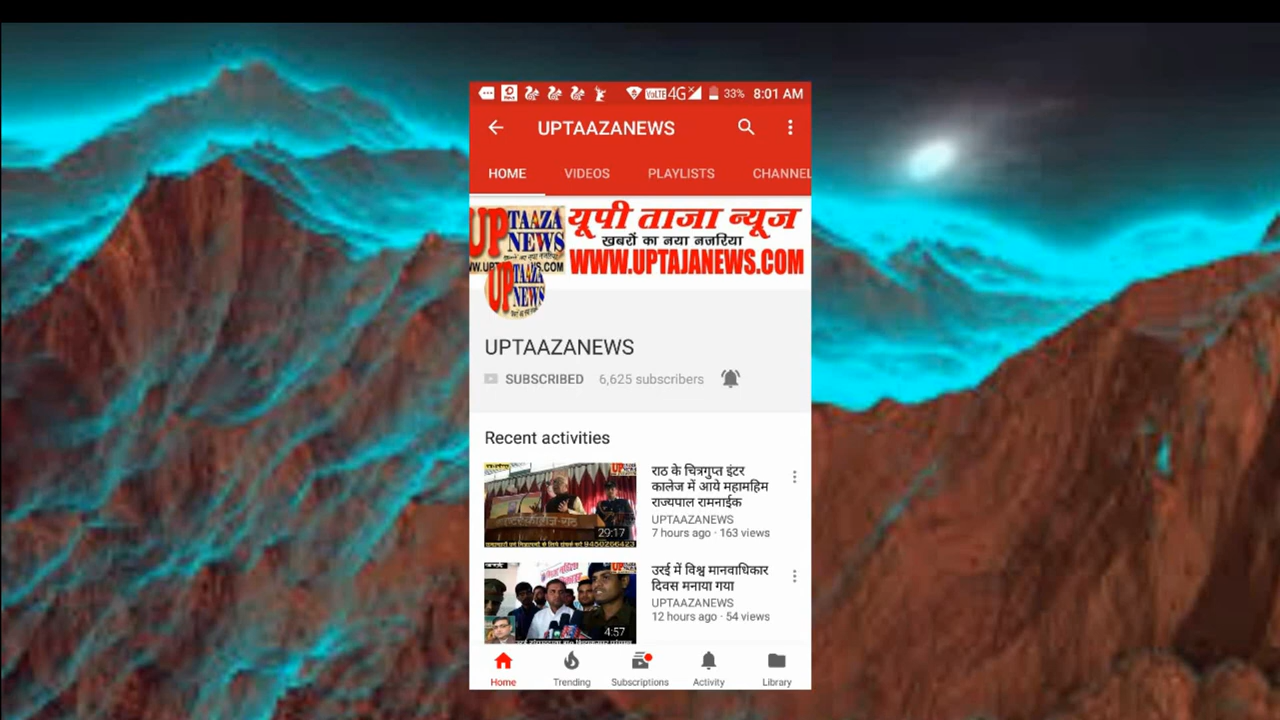 33% 8:01 AM
UPTAAZANEWS
HOME VIDEOS PLAYLISTS CHANNEL
UP TAAZA NEWS
यूपी ताजा न्यूज
खबरों का नया नजरिया
WWW.UPTAJANEWS.COM
UP TAAZA NEWS
UPTAAZANEWS
SUBSCRIBED 6,625 subscribers
Recent activities
राठ के चित्रगुप्त इंटर
कालेज में आये महामहिम
राज्यपाल रामनाईक
UPTAAZANEWS
7 hours ago · 163 views
29:17
उरई में विश्व मानवाधिकार
दिवस मनाया गया
UPTAAZANEWS
12 hours ago · 54 views
4:57
Home Trending Subscriptions Activity Library